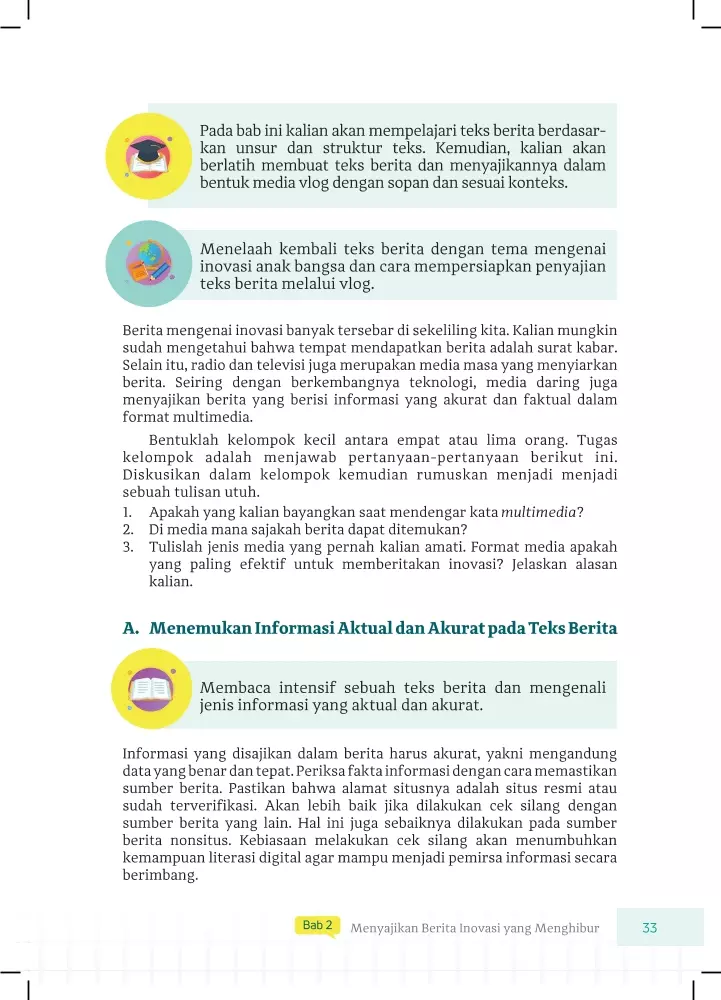 Pada bab ini kalian akan mempelajari teks berita berdasar-
kan unsur dan struktur teks. Kemudian, kalian akan
berlatih membuat teks berita dan menyajikannya dalam
bentuk media vlog dengan sopan dan sesuai konteks.
Menelaah kembali teks berita dengan tema mengenai
inovasi anak bangsa dan cara mempersiapkan penyajian
teks berita melalui vlog.
Berita mengenai inovasi banyak tersebar di sekeliling kita. Kalian mungkin
sudah mengetahui bahwa tempat mendapatkan berita adalah surat kabar.
Selain itu, radio dan televisi juga merupakan media masa yang menyiarkan
berita. Seiring dengan berkembangnya teknologi, media daring juga
menyajikan berita yang berisi informasi yang akurat dan faktual dalam
format multimedia.
Bentuklah kelompok kecil antara empat atau lima orang. Tugas
kelompok adalah menjawab pertanyaan-pertanyaan berikut ini.
Diskusikan dalam kelompok kemudian rumuskan menjadi menjadi
sebuah tulisan utuh.
1. Apakah yang kalian bayangkan saat mendengar kata multimedia?
2. Di media mana sajakah berita dapat ditemukan?
3. Tulislah jenis media yang pernah kalian amati. Format media apakah
yang paling efektif untuk memberitakan inovasi? Jelaskan alasan
kalian.
A. Menemukan Informasi Aktual dan Akurat pada Teks Berita
Membaca intensif sebuah teks berita dan mengenali
jenis informasi yang aktual dan akurat.
Informasi yang disajikan dalam berita harus akurat, yakni mengandung
data yang benar dan tepat. Periksa fakta informasi dengan cara memastikan
sumber berita. Pastikan bahwa alamat situsnya adalah situs resmi atau
sudah terverifikasi. Akan lebih baik jika dilakukan cek silang dengan
sumber berita yang lain. Hal ini juga sebaiknya dilakukan pada sumber
berita nonsitus. Kebiasaan melakukan cek silang akan menumbuhkan
kemampuan literasi digital agar mampu menjadi pemirsa informasi secara
berimbang.
Bab 2 Menyajikan Berita Inovasi yang Menghibur 33